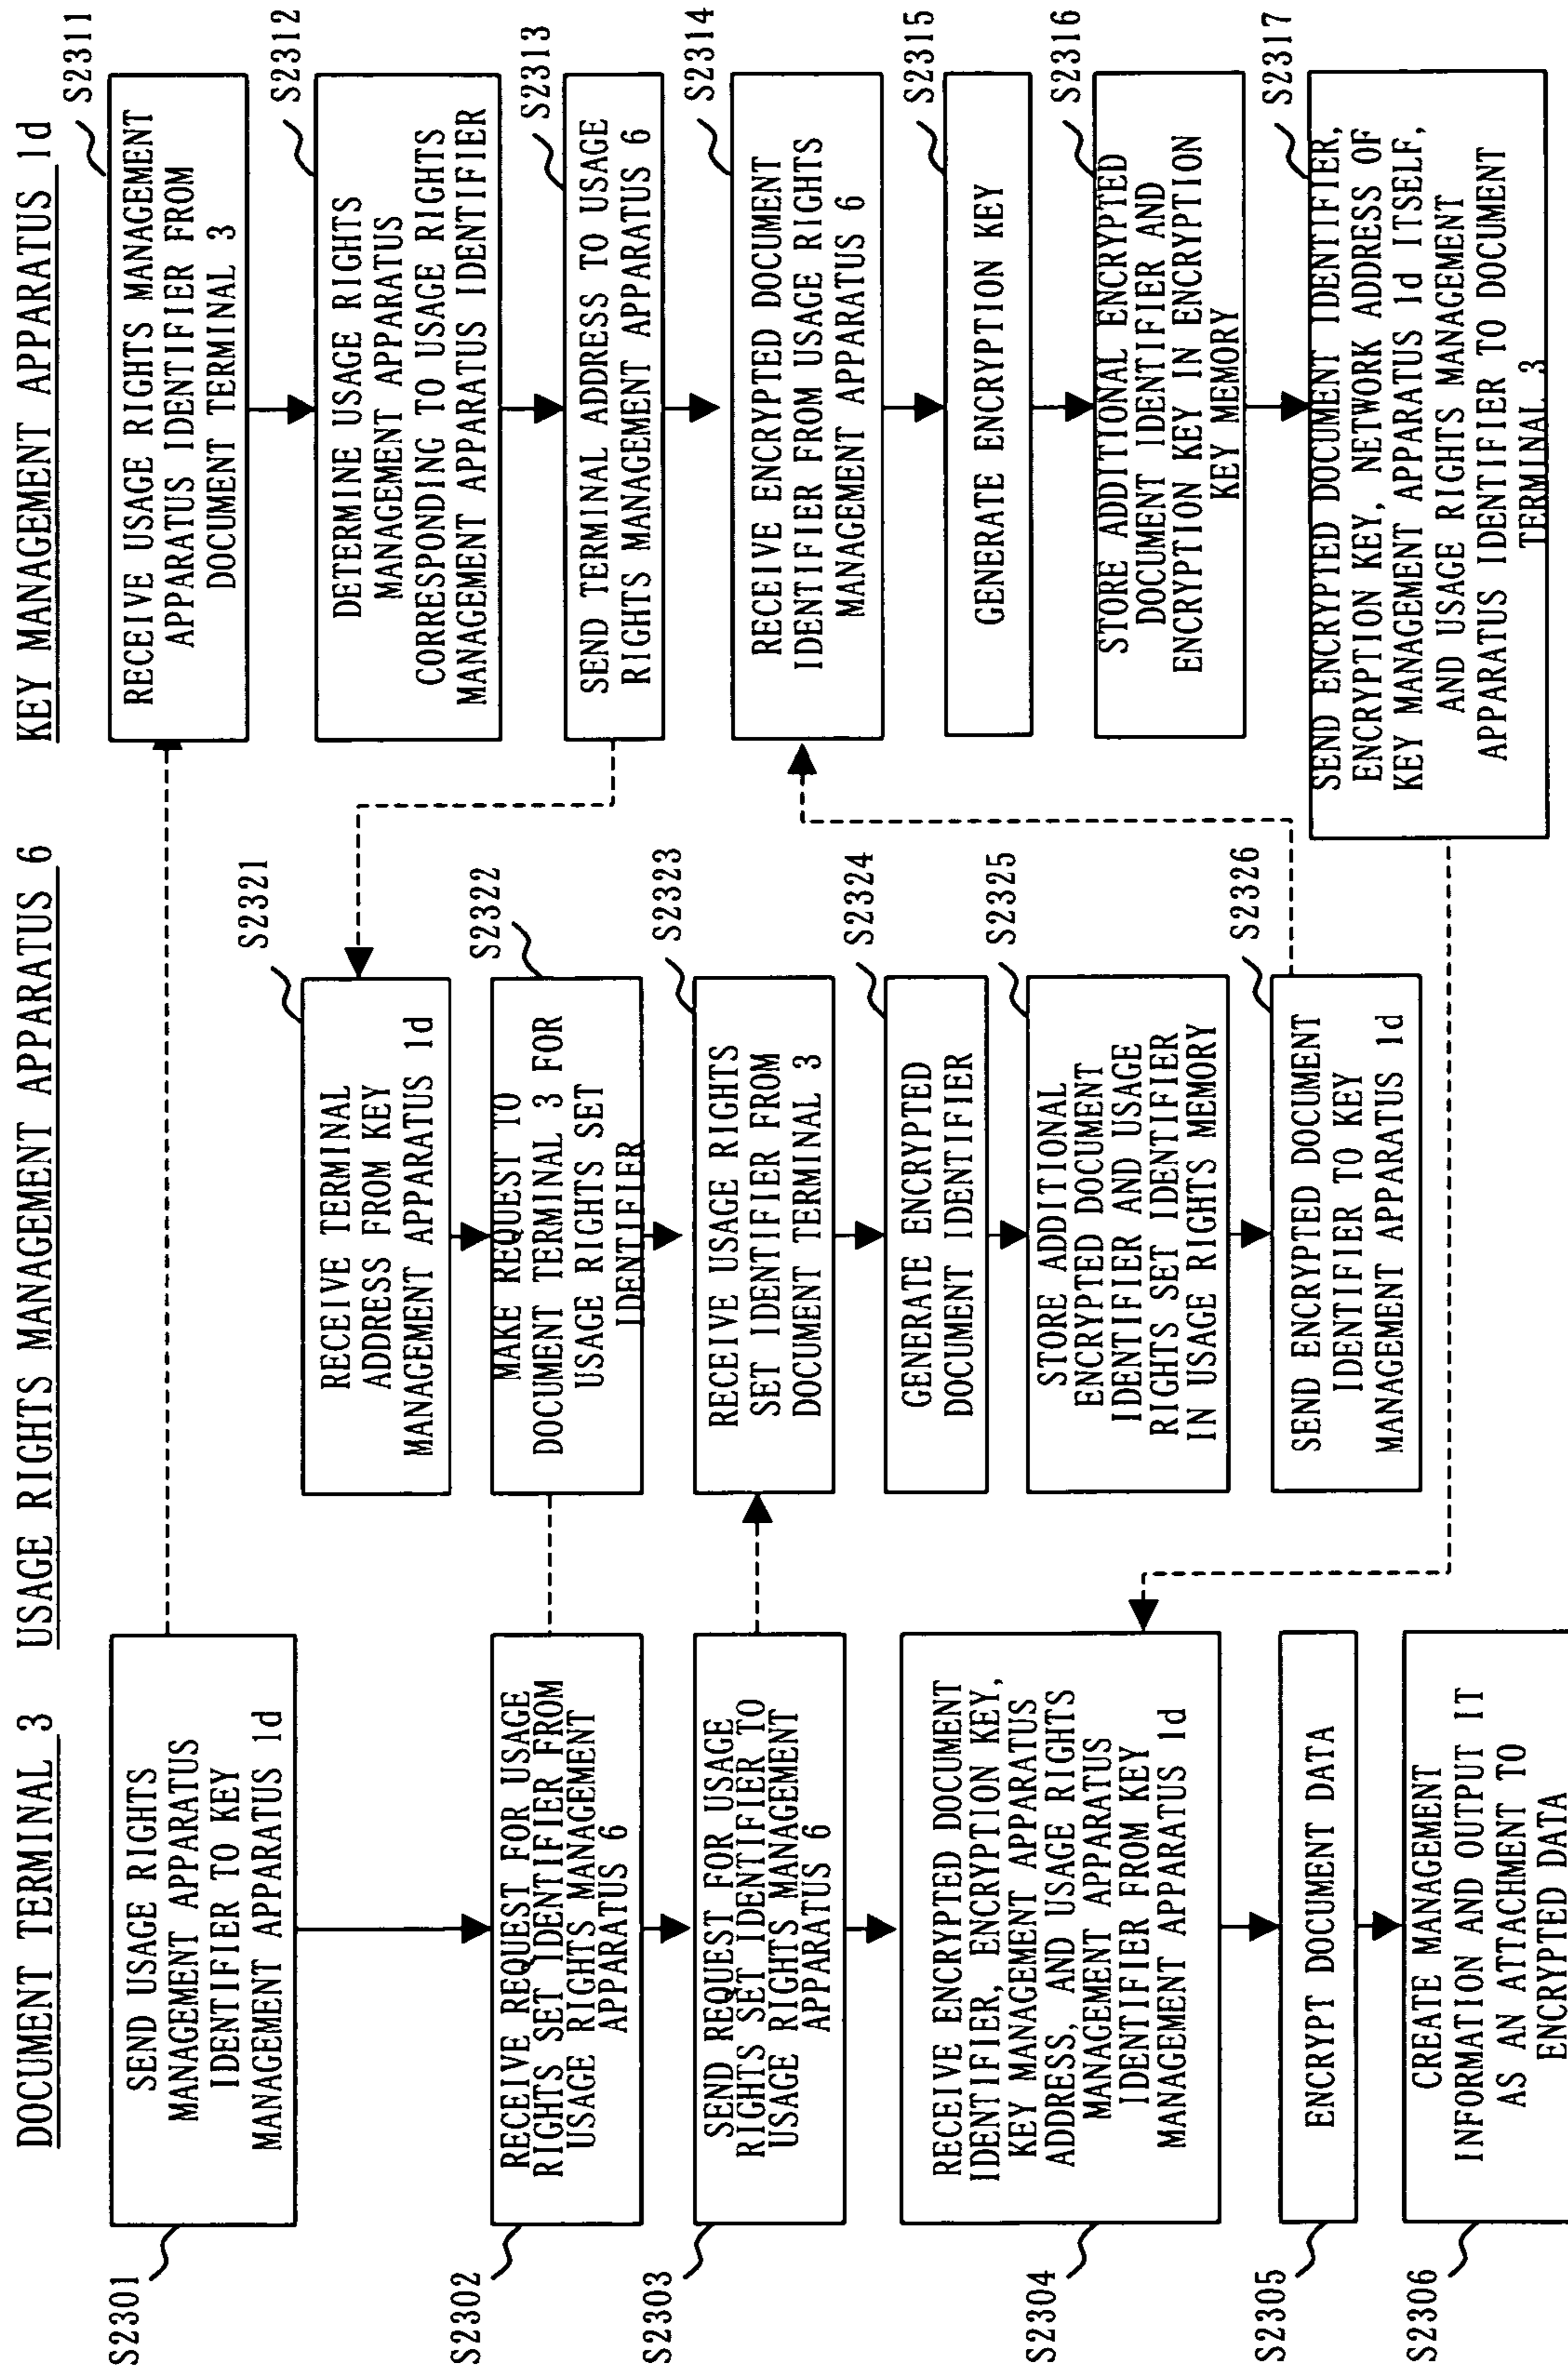 DOCUMENT TERMINAL 3
S2301
SEND USAGE RIGHTS
MANAGEMENT APPARATUS
IDENTIFIER TO KEY
MANAGEMENT APPARATUS 1d
S2302
RECEIVE REQUEST FOR USAGE
RIGHTS SET IDENTIFIER FROM
USAGE RIGHTS MANAGEMENT
APPARATUS 6
S2303
SEND REQUEST FOR USAGE
RIGHTS SET IDENTIFIER TO
USAGE RIGHTS MANAGEMENT
APPARATUS 6
S2304
RECEIVE ENCRYPTED DOCUMENT
IDENTIFIER, ENCRYPTION KEY,
KEY MANAGEMENT APPARATUS
ADDRESS, AND USAGE RIGHTS
MANAGEMENT APPARATUS
IDENTIFIER FROM KEY
MANAGEMENT APPARATUS 1d
S2305
ENCRYPT DOCUMENT DATA
S2306
CREATE MANAGEMENT
INFORMATION AND OUTPUT IT
AS AN ATTACHMENT TO
ENCRYPTED DATA
USAGE RIGHTS MANAGEMENT APPARATUS 6
S2321
RECEIVE TERMINAL
ADDRESS FROM KEY
MANAGEMENT APPARATUS 1d
S2322
MAKE REQUEST TO
DOCUMENT TERMINAL 3 FOR
USAGE RIGHTS SET
IDENTIFIER
S2323
RECEIVE USAGE RIGHTS
SET IDENTIFIER FROM
DOCUMENT TERMINAL 3
S2324
GENERATE ENCRYPTED
DOCUMENT IDENTIFIER
S2325
STORE ADDITIONAL
ENCRYPTED DOCUMENT
IDENTIFIER AND USAGE
RIGHTS SET IDENTIFIER
IN USAGE RIGHTS MEMORY
S2326
SEND ENCRYPTED DOCUMENT
IDENTIFIER TO KEY
MANAGEMENT APPARATUS 1d
KEY MANAGEMENT APPARATUS 1d
S2311
RECEIVE USAGE RIGHTS MANAGEMENT
APPARATUS IDENTIFIER FROM
DOCUMENT TERMINAL 3
S2312
DETERMINE USAGE RIGHTS
MANAGEMENT APPARATUS
CORRESPONDING TO USAGE RIGHTS
MANAGEMENT APPARATUS IDENTIFIER
S2313
SEND TERMINAL ADDRESS TO USAGE
RIGHTS MANAGEMENT APPARATUS 6
S2314
RECEIVE ENCRYPTED DOCUMENT
IDENTIFIER FROM USAGE RIGHTS
MANAGEMENT APPARATUS 6
S2315
GENERATE ENCRYPTION KEY
S2316
STORE ADDITIONAL ENCRYPTED
DOCUMENT IDENTIFIER AND
ENCRYPTION KEY IN ENCRYPTION
KEY MEMORY
S2317
SEND ENCRYPTED DOCUMENT IDENTIFIER,
ENCRYPTION KEY, NETWORK ADDRESS OF
KEY MANAGEMENT APPARATUS 1d ITSELF,
AND USAGE RIGHTS MANAGEMENT
APPARATUS IDENTIFIER TO DOCUMENT
TERMINAL 3